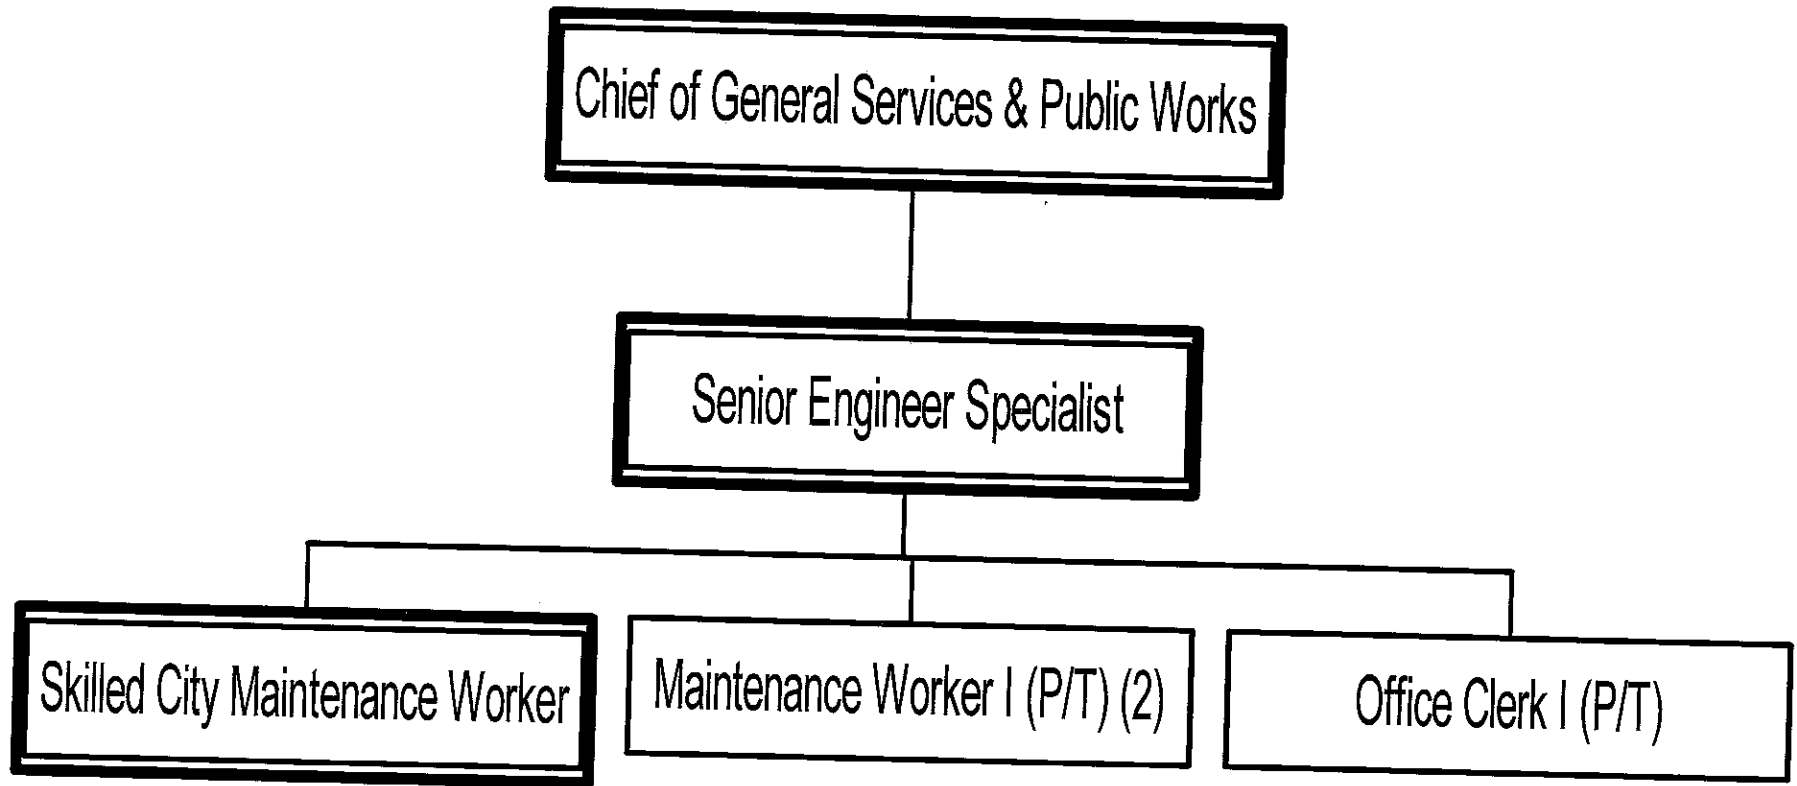 Chief of General Services & Public Works
Senior Engineer Specialist
Skilled City Maintenance Worker
Maintenance Worker I (P/T) (2)
Office Clerk I (P/T)